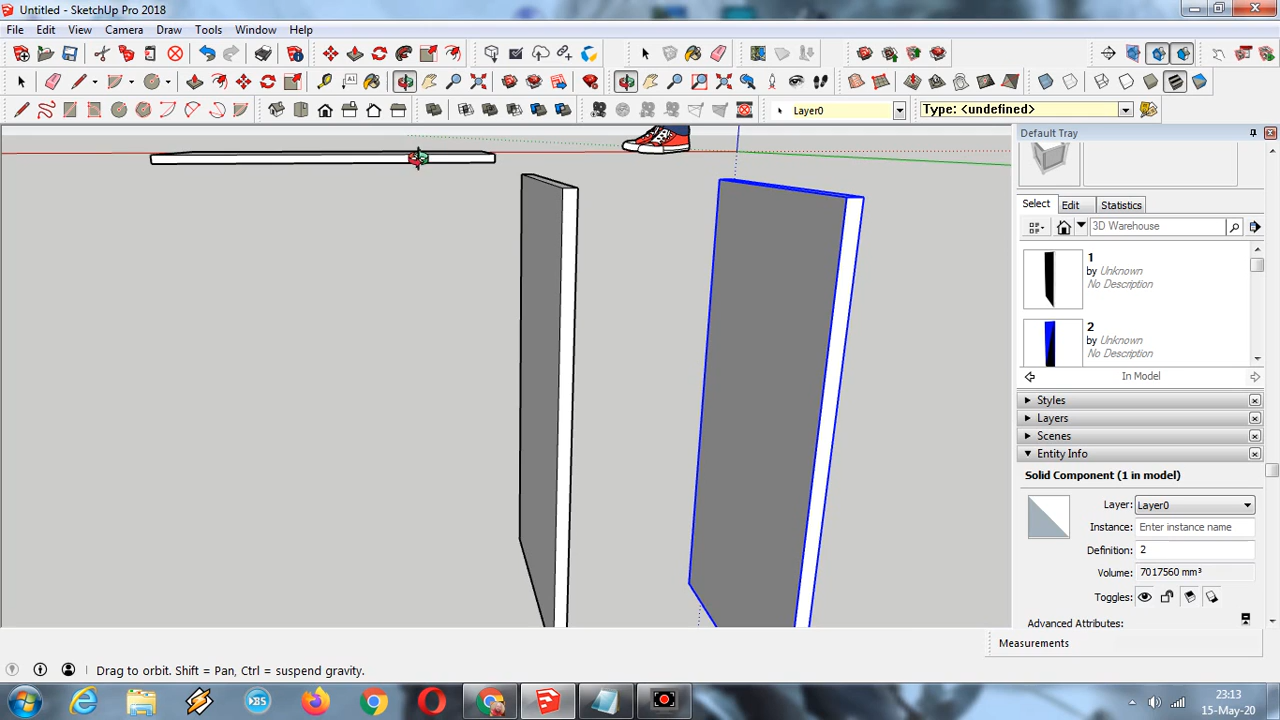 Untitled - SketchUp Pro 2018
File Edit View Camera Draw Tools Window Help
Layer0
Type: <undefined>
Default Tray
Select Edit Statistics
3D Warehouse
1
by Unknown
No Description
2
by Unknown
No Description
In Model
Styles
Layers
Scenes
Entity Info
Solid Component (1 in model)
Layer: Layer0
Instance: Enter instance name
Definition: 2
Volume: 7017560 mm³
Toggles:
Advanced Attributes:
Measurements
Drag to orbit. Shift = Pan, Ctrl = suspend gravity.
23:13
15-May-20